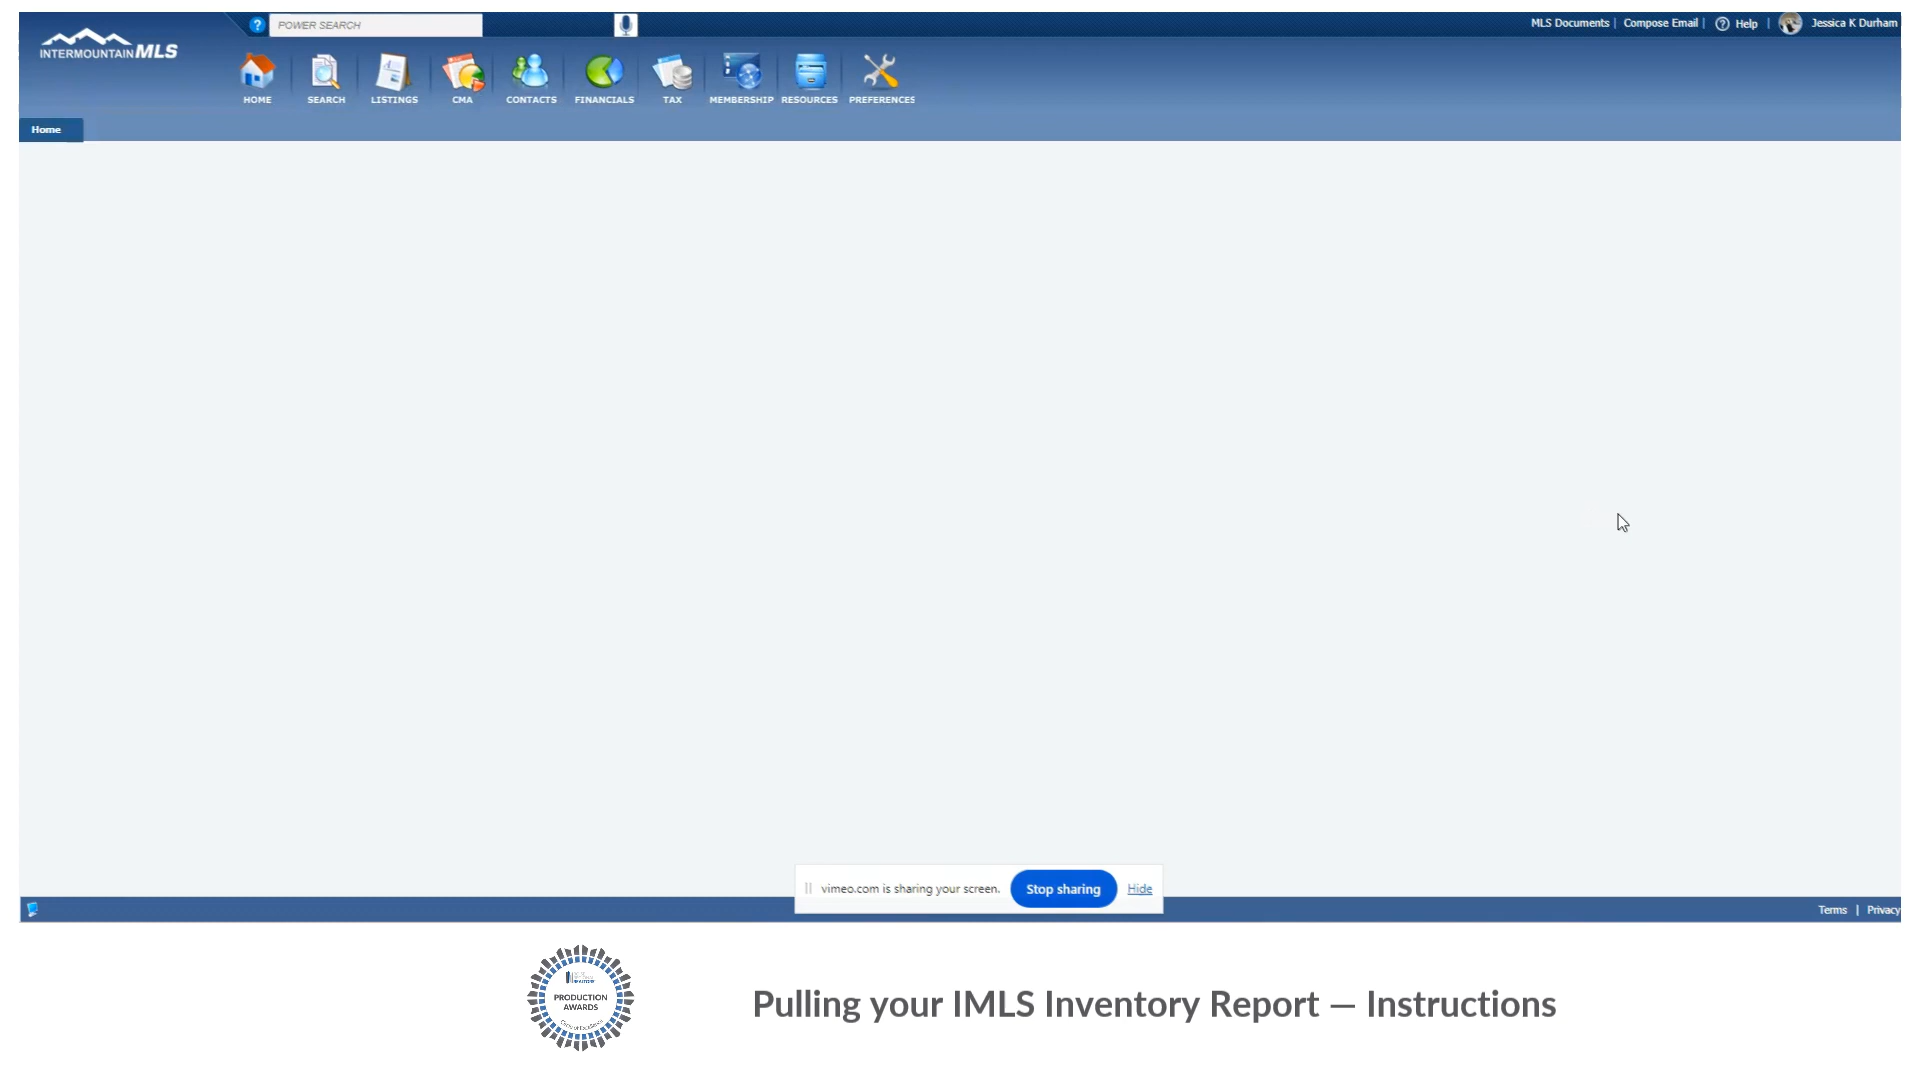 POWER SEARCH
MLS Documents | Compose Email | Help | Jessica K Durham
INTERMOUNTAIN MLS
HOME SEARCH LISTINGS CMA CONTACTS FINANCIALS TAX MEMBERSHIP RESOURCES PREFERENCES
Home
vimeo.com is sharing your screen. Stop sharing Hide
Terms | Privacy
PRODUCTION
AWARDS
Pulling your IMLS Inventory Report — Instructions